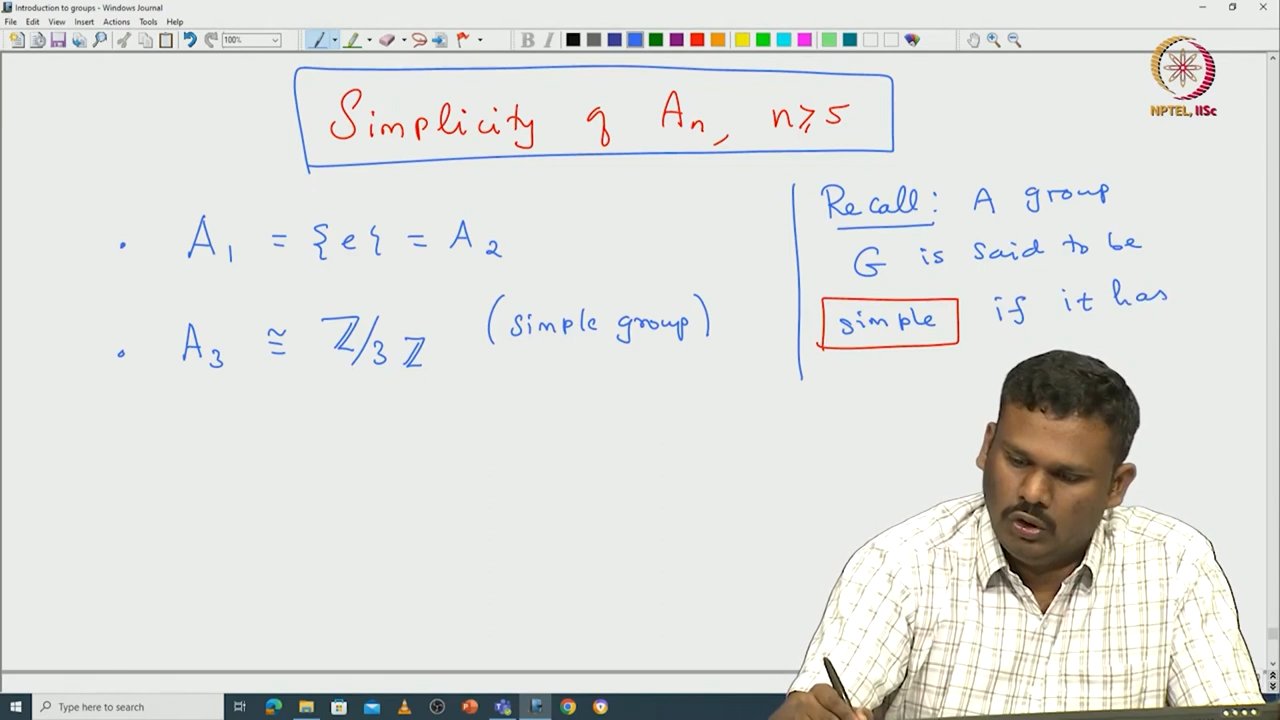 Introduction to groups - Windows Journal
File Edit View Insert Actions Tools Help
100%
B I
NPTEL, IISc
Simplicity of An, n≥5
· A1 = {e} = A2
· A3 ≅ ℤ/3ℤ (simple group)
Recall: A group
G is said to be
simple if it has
Type here to search